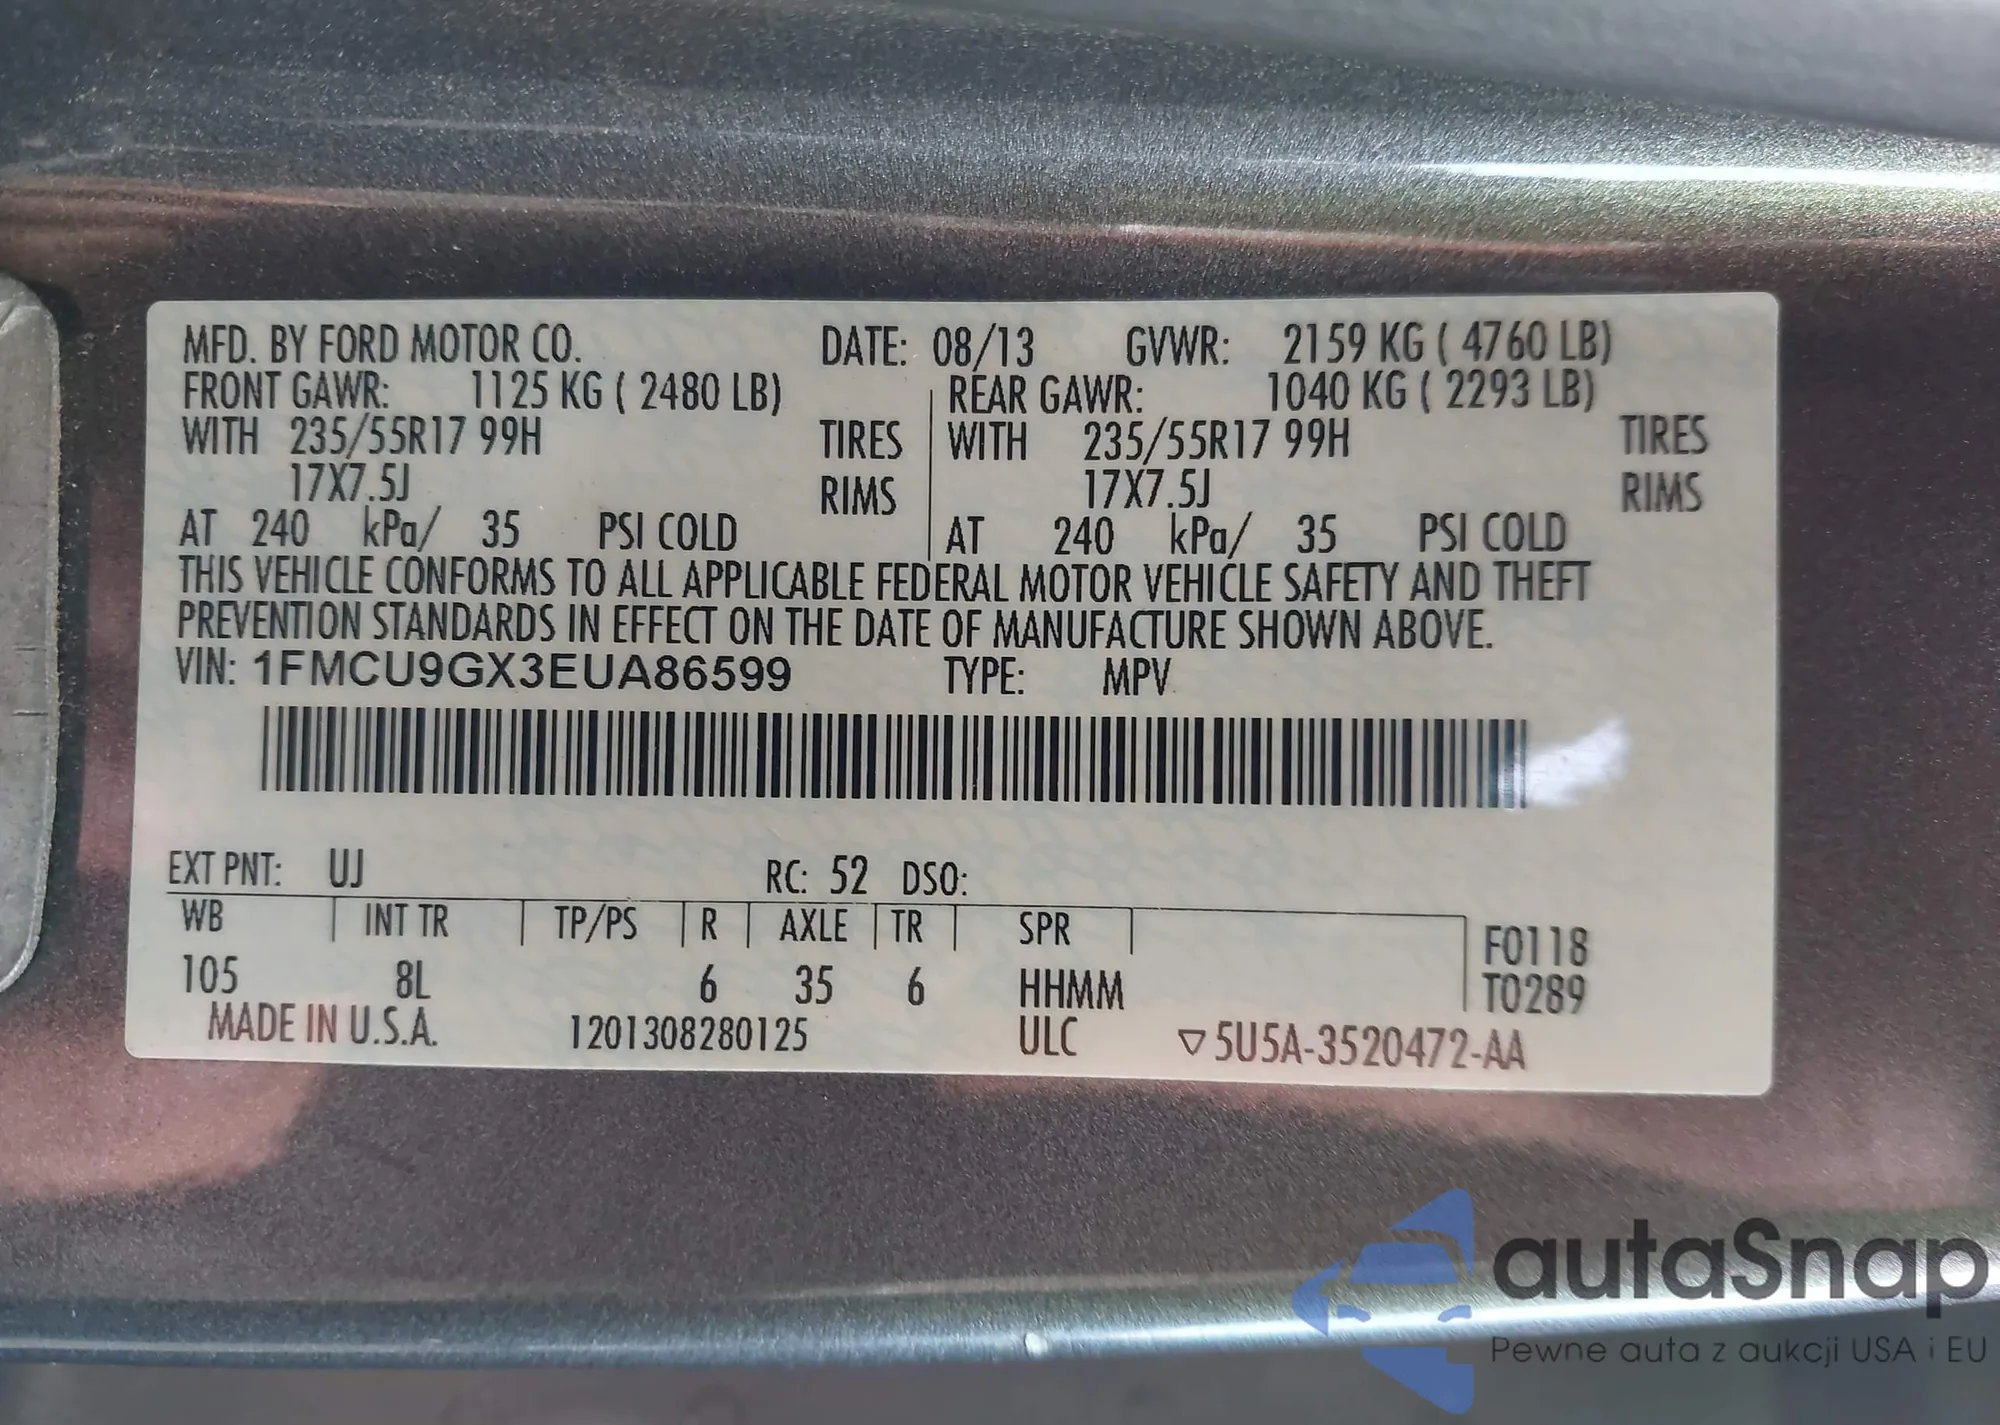 MFD. BY FORD MOTOR CO. DATE: 08/13 GVWR: 2159 KG ( 4760 LB)
FRONT GAWR: 1125 KG ( 2480 LB) REAR GAWR: 1040 KG ( 2293 LB)
WITH 235/55R17 99H TIRES WITH 235/55R17 99H TIRES
17X7.5J RIMS 17X7.5J RIMS
AT 240 kPa/ 35 PSI COLD AT 240 kPa/ 35 PSI COLD
THIS VEHICLE CONFORMS TO ALL APPLICABLE FEDERAL MOTOR VEHICLE SAFETY AND THEFT
PREVENTION STANDARDS IN EFFECT ON THE DATE OF MANUFACTURE SHOWN ABOVE.
VIN: 1FMCU9GX3EUA86599 TYPE: MPV
EXT PNT: UJ RC: 52 DSO:
WB INT TR TP/PS R AXLE TR SPR F0118
105 8L 6 35 6 HHMM T0289
MADE IN U.S.A. 1201308280125 ULC ▽5U5A-3520472-AA
autaSnap
Pewne auta z aukcji USA i EU